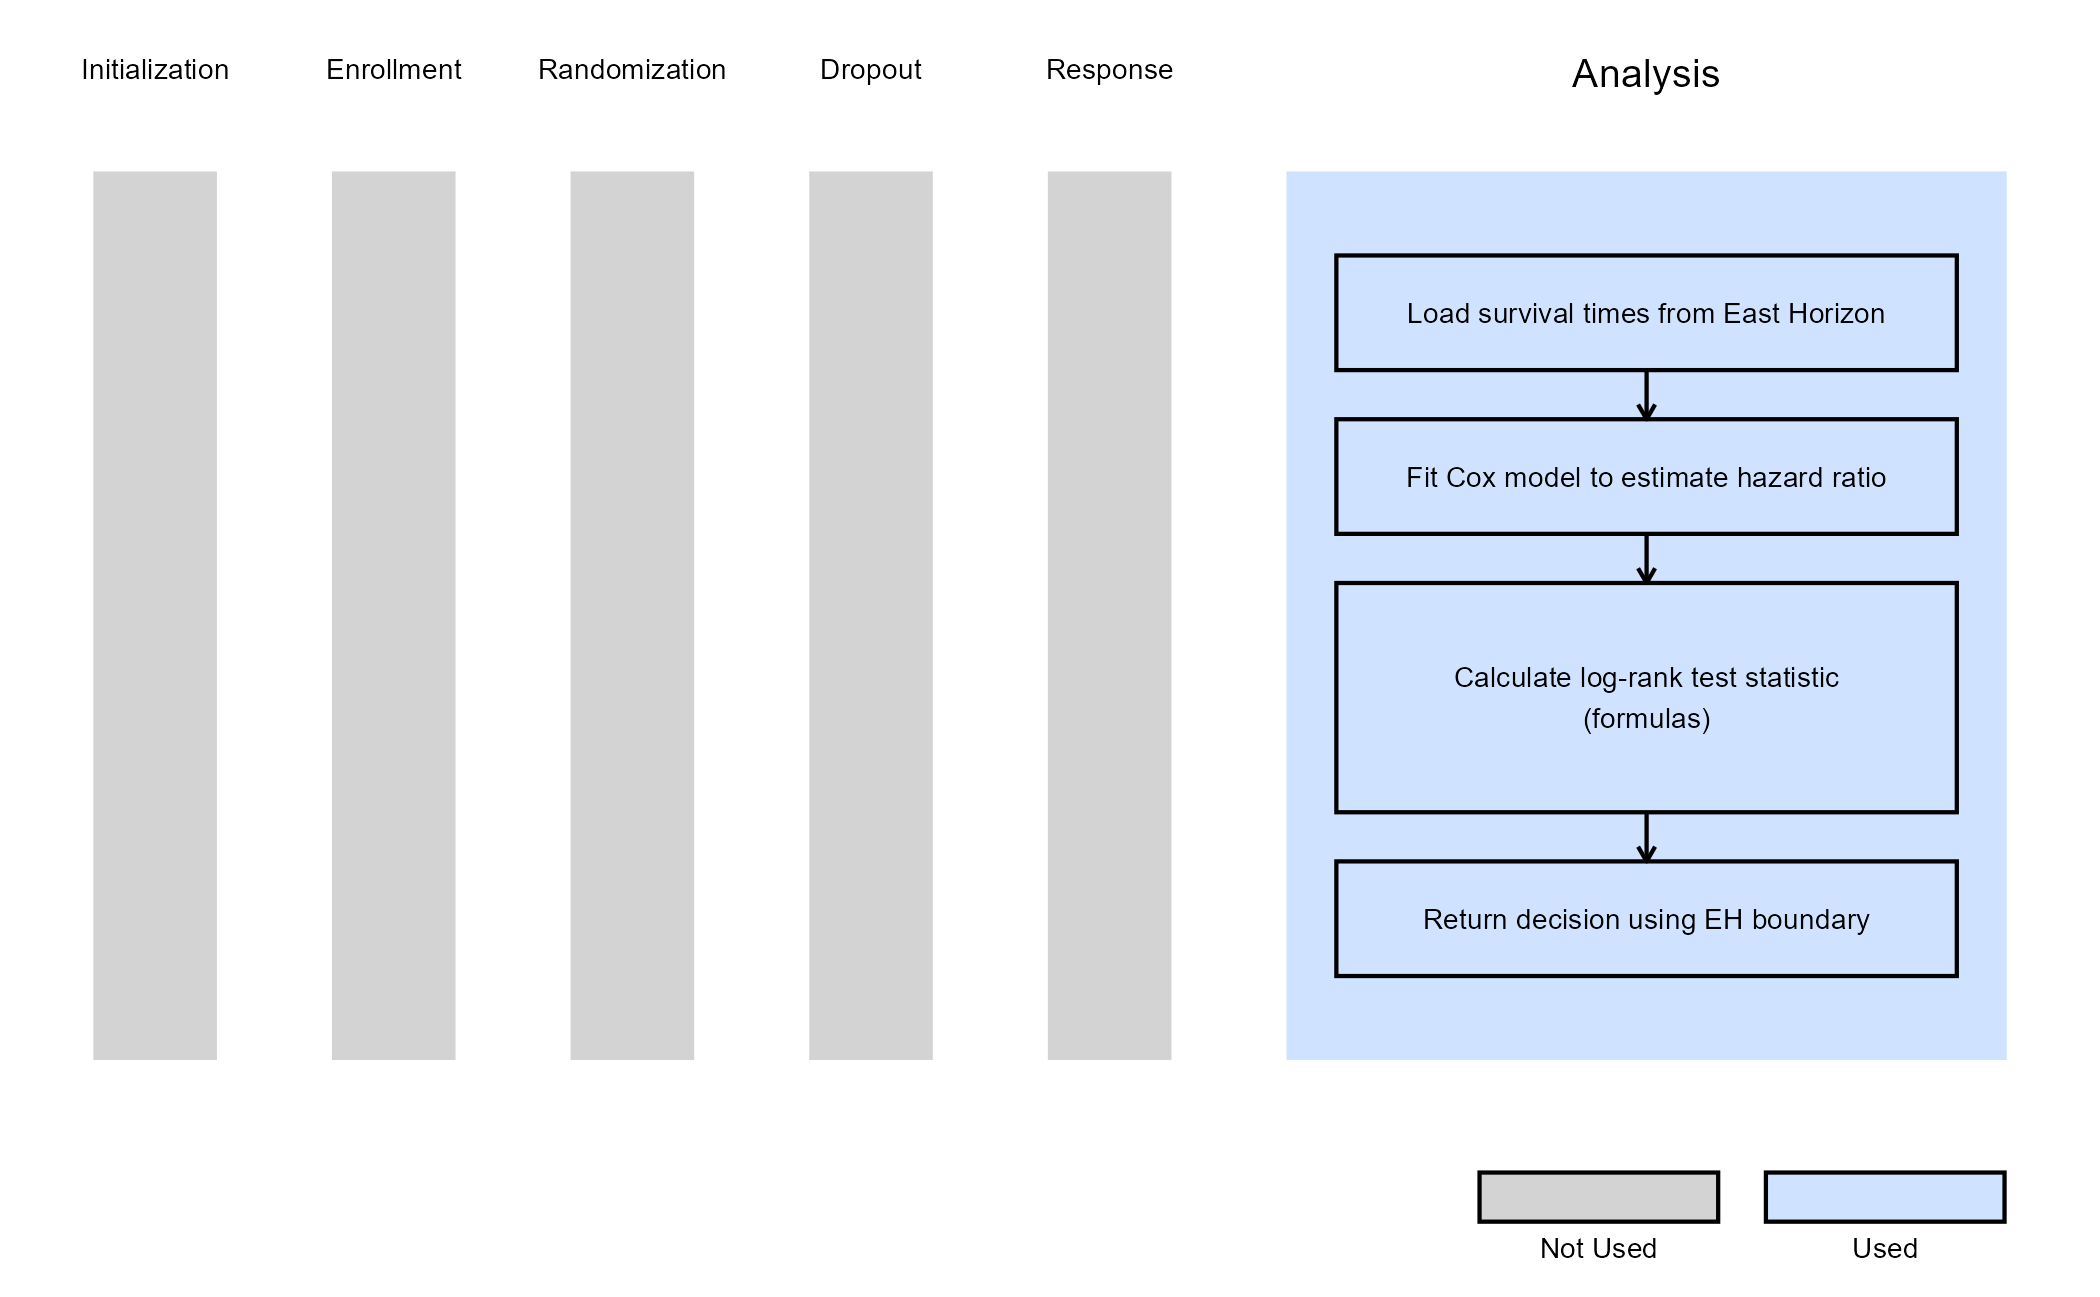 Initialization
Enrollment
Randomization
Dropout
Response
Analysis
Load survival times from East Horizon
Fit Cox model to estimate hazard ratio
Calculate log-rank test statistic
(formulas)
Return decision using EH boundary
Not Used
Used